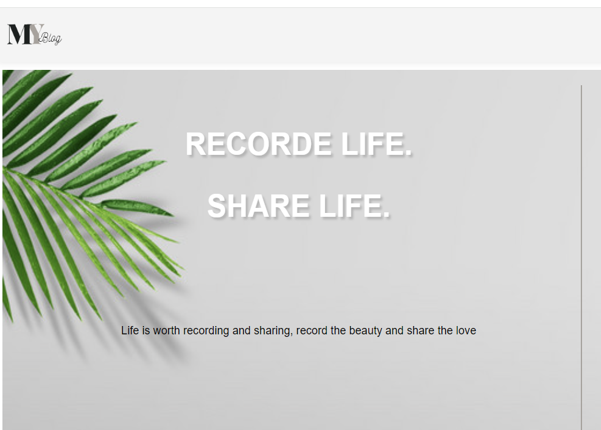 MY Blog
RECORDE LIFE.
SHARE LIFE.
Life is worth recording and sharing, record the beauty and share the love